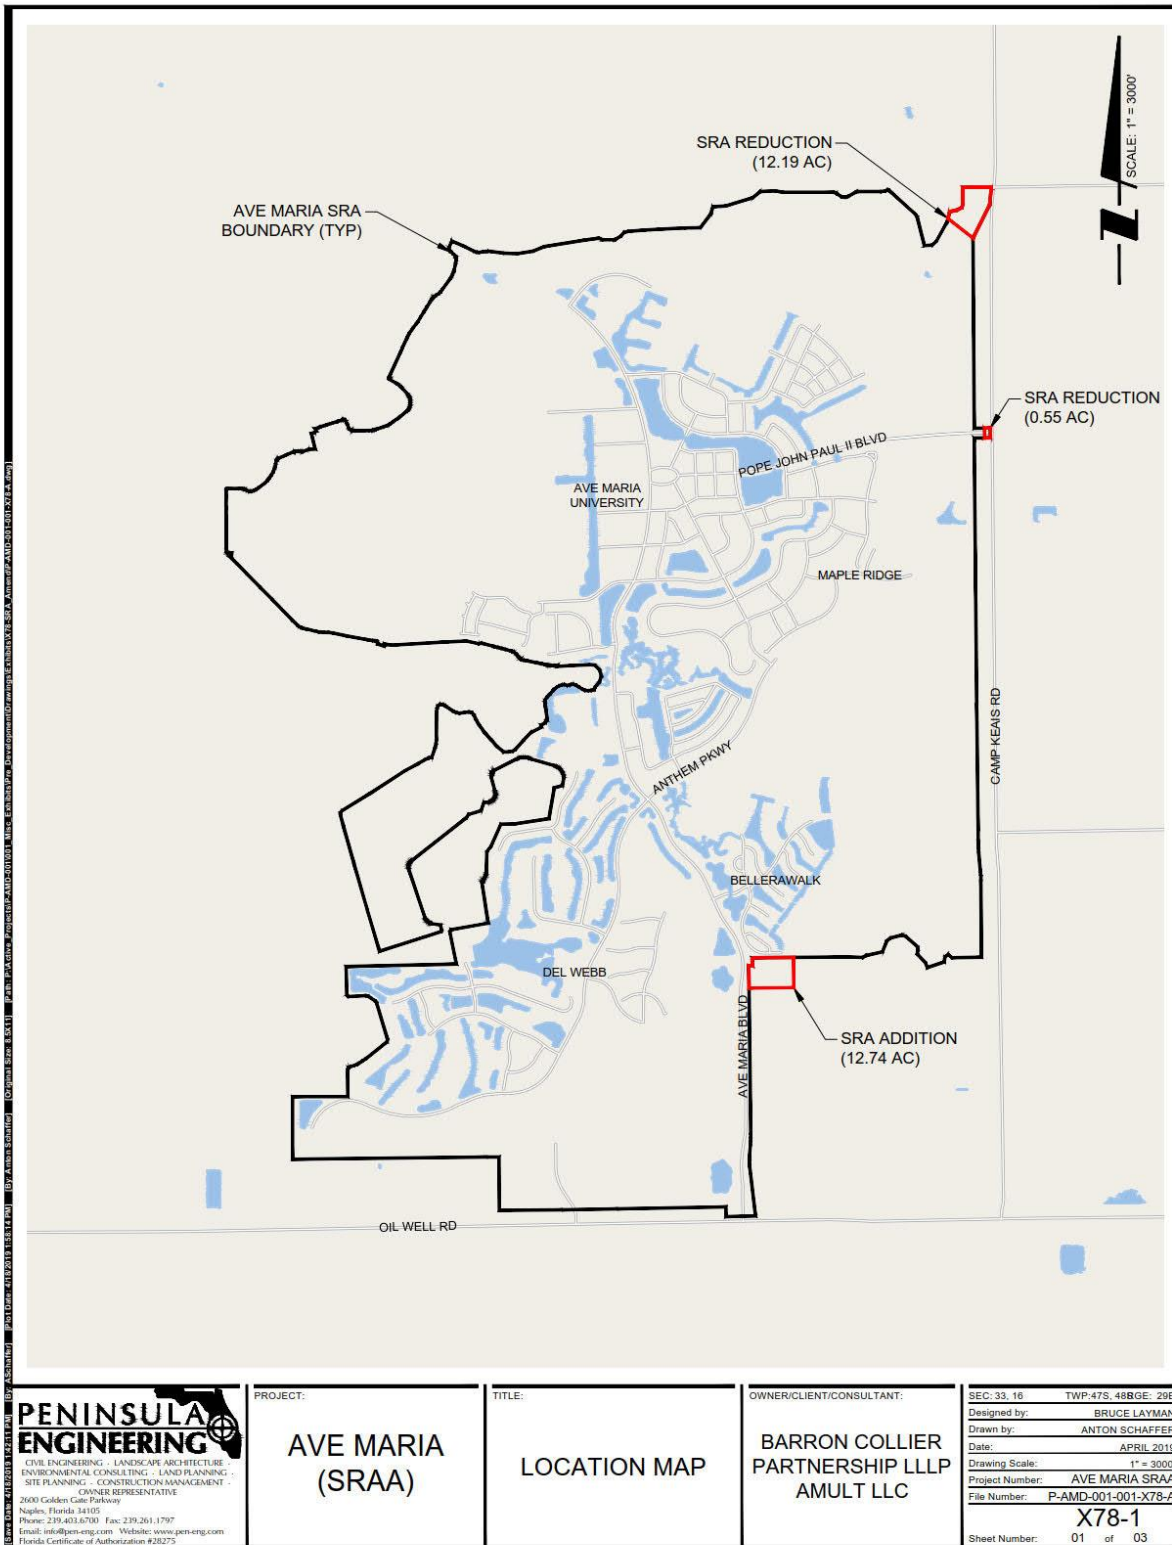 SCALE: 1" = 3000'
SRA REDUCTION
(12.19 AC)
AVE MARIA SRA
BOUNDARY (TYP)
SRA REDUCTION
(0.55 AC)
POPE JOHN PAUL II BLVD
AVE MARIA
UNIVERSITY
MAPLE RIDGE
CAMP KEAIS RD
ANTHEM PKWY
BELLERAWALK
DEL WEBB
AVE MARIA BLVD
SRA ADDITION
(12.74 AC)
OIL WELL RD
PENINSULA
ENGINEERING
CIVIL ENGINEERING · LANDSCAPE ARCHITECTURE ·
ENVIRONMENTAL CONSULTING · LAND PLANNING ·
SITE PLANNING · CONSTRUCTION MANAGEMENT ·
OWNER REPRESENTATIVE
2600 Golden Gate Parkway
Naples, Florida 34105
Phone: 239.403.6700 Fax: 239.261.1797
Email: info@pen-eng.com Website: www.pen-eng.com
Florida Certificate of Authorization #28275
PROJECT:
AVE MARIA
(SRAA)
TITLE:
LOCATION MAP
OWNER/CLIENT/CONSULTANT:
BARRON COLLIER
PARTNERSHIP LLLP
AMULT LLC
SEC: 33, 16 TWP:47S, 48 RGE: 29E
Designed by: BRUCE LAYMAN
Drawn by: ANTON SCHAFFER
Date: APRIL 2019
Drawing Scale: 1" = 3000
Project Number: AVE MARIA SRAA
File Number: P-AMD-001-001-X78-A
X78-1
Sheet Number: 01 of 03